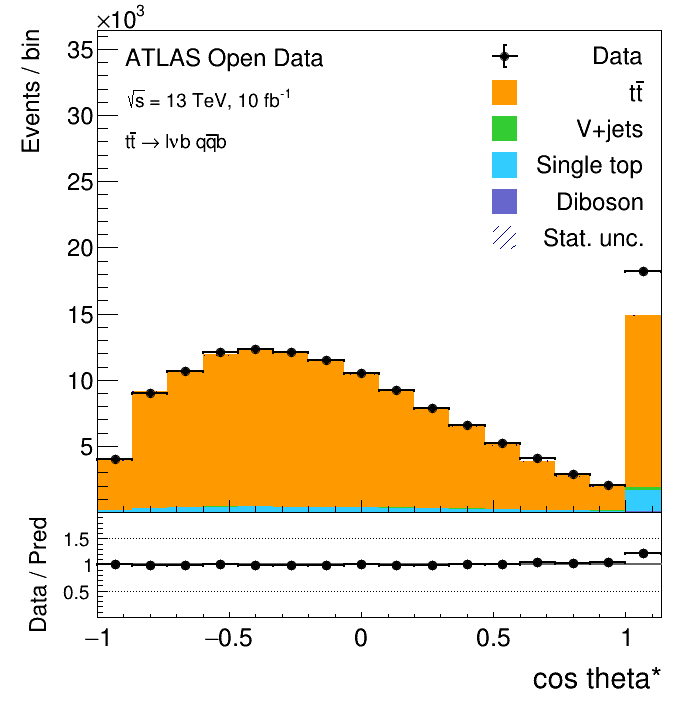 ×10³
Events / bin
35
30
25
20
15
10
5
ATLAS Open Data
√s = 13 TeV, 10 fb⁻¹
tt̄ → lνb qq̄b
Data
tt̄
V+jets
Single top
Diboson
Stat. unc.
Data / Pred
1.5
1
0.5
−1 −0.5 0 0.5 1
cos theta*